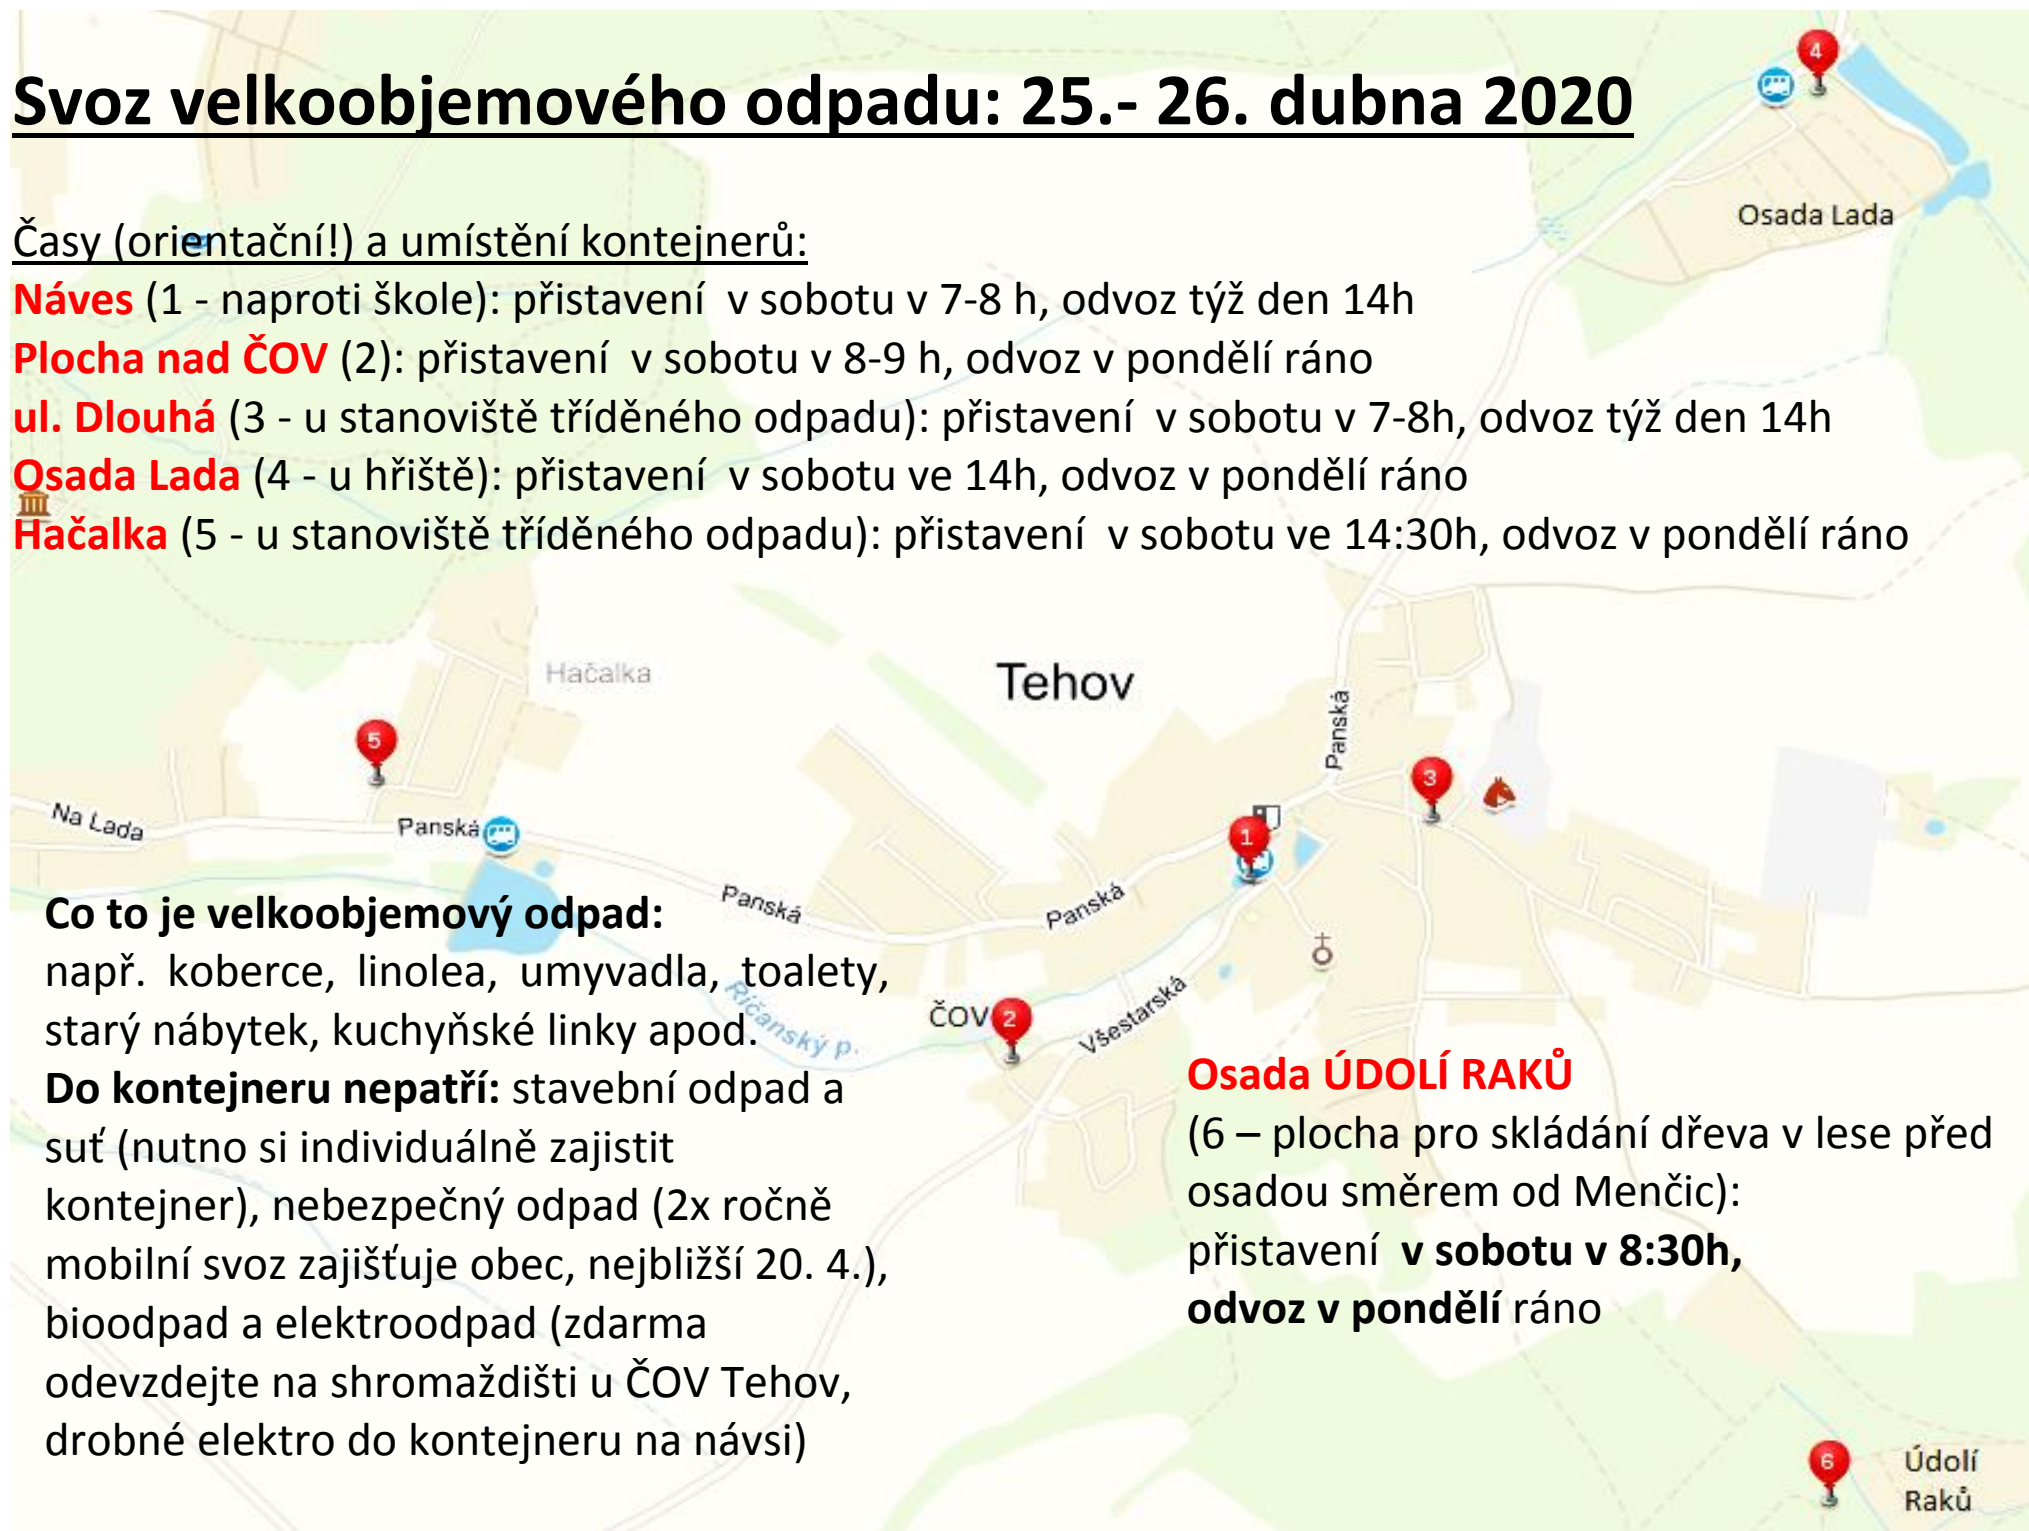 Svoz velkoobjemového odpadu: 25.- 26. dubna 2020
4
Osada Lada
Časy (orientační!) a umístění kontejnerů:
Náves (1 - naproti škole): přistavení v sobotu v 7-8 h, odvoz týž den 14h
Plocha nad ČOV (2): přistavení v sobotu v 8-9 h, odvoz v pondělí ráno
ul. Dlouhá (3 - u stanoviště tříděného odpadu): přistavení v sobotu v 7-8h, odvoz týž den 14h
Osada Lada (4 - u hřiště): přistavení v sobotu ve 14h, odvoz v pondělí ráno
Hačalka (5 - u stanoviště tříděného odpadu): přistavení v sobotu ve 14:30h, odvoz v pondělí ráno
Hačalka
Tehov
Panská
5
3
Na Lada
Panská
1
Panská
Panská
Říčanský p.
ČOV
2
Všestarská
Co to je velkoobjemový odpad:
např. koberce, linolea, umyvadla, toalety,
starý nábytek, kuchyňské linky apod.
Do kontejneru nepatří: stavební odpad a
suť (nutno si individuálně zajistit
kontejner), nebezpečný odpad (2x ročně
mobilní svoz zajišťuje obec, nejbližší 20. 4.),
bioodpad a elektroodpad (zdarma
odevzdejte na shromaždišti u ČOV Tehov,
drobné elektro do kontejneru na návsi)
Osada ÚDOLÍ RAKŮ
(6 – plocha pro skládání dřeva v lese před
osadou směrem od Menčic):
přistavení v sobotu v 8:30h,
odvoz v pondělí ráno
6
Údolí
Raků